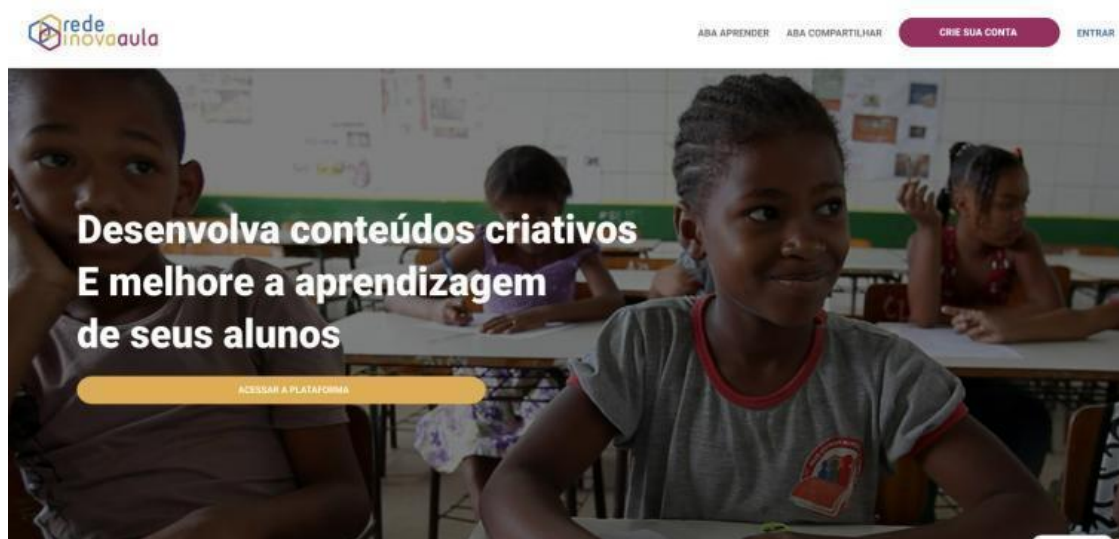 rede
inovaaula
ABA APRENDER
ABA COMPARTILHAR
CRIE SUA CONTA
ENTRAR
Desenvolva conteúdos criativos
E melhore a aprendizagem
de seus alunos
ACESSAR A PLATAFORMA